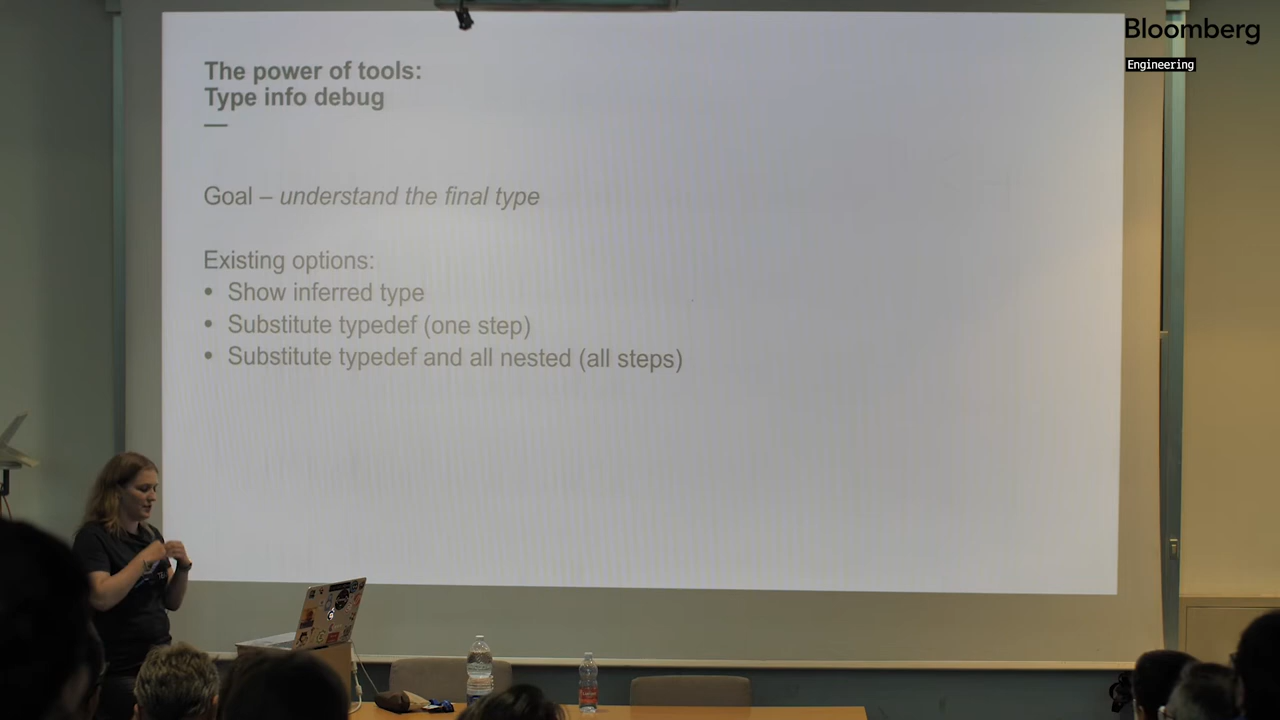 Bloomberg
Engineering
The power of tools:
Type info debug
Goal – understand the final type
Existing options:
• Show inferred type
• Substitute typedef (one step)
• Substitute typedef and all nested (all steps)